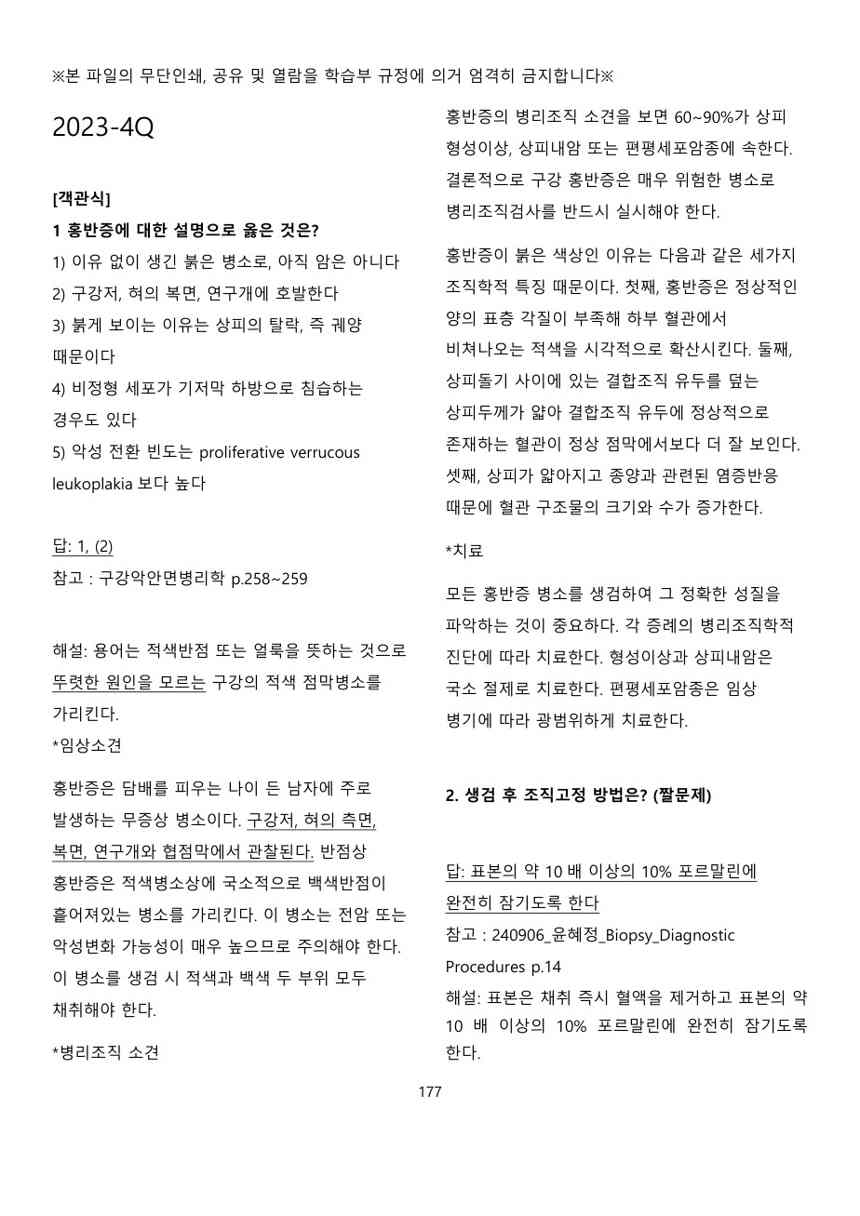 ※본 파일의 무단인쇄, 공유 및 열람을 학습부 규정에 의거 엄격히 금지합니다※
2023-4Q
[객관식]
1 홍반증에 대한 설명으로 옳은 것은?
1) 이유 없이 생긴 붉은 병소로, 아직 암은 아니다
2) 구강저, 혀의 복면, 연구개에 호발한다
3) 붉게 보이는 이유는 상피의 탈락, 즉 궤양
때문이다
4) 비정형 세포가 기저막 하방으로 침습하는
경우도 있다
5) 악성 전환 빈도는 proliferative verrucous
leukoplakia 보다 높다
답: 1, (2)
참고 : 구강악안면병리학 p.258~259
해설: 용어는 적색반점 또는 얼룩을 뜻하는 것으로
뚜렷한 원인을 모르는 구강의 적색 점막병소를
가리킨다.
*임상소견
홍반증은 담배를 피우는 나이 든 남자에 주로
발생하는 무증상 병소이다. 구강저, 혀의 측면,
복면, 연구개와 협점막에서 관찰된다. 반점상
홍반증은 적색병소상에 국소적으로 백색반점이
흩어져있는 병소를 가리킨다. 이 병소는 전암 또는
악성변화 가능성이 매우 높으므로 주의해야 한다.
이 병소를 생검 시 적색과 백색 두 부위 모두
채취해야 한다.
*병리조직 소견
홍반증의 병리조직 소견을 보면 60~90%가 상피
형성이상, 상피내암 또는 편평세포암종에 속한다.
결론적으로 구강 홍반증은 매우 위험한 병소로
병리조직검사를 반드시 실시해야 한다.
홍반증이 붉은 색상인 이유는 다음과 같은 세가지
조직학적 특징 때문이다. 첫째, 홍반증은 정상적인
양의 표층 각질이 부족해 하부 혈관에서
비쳐나오는 적색을 시각적으로 확산시킨다. 둘째,
상피돌기 사이에 있는 결합조직 유두를 덮는
상피두께가 얇아 결합조직 유두에 정상적으로
존재하는 혈관이 정상 점막에서보다 더 잘 보인다.
셋째, 상피가 얇아지고 종양과 관련된 염증반응
때문에 혈관 구조물의 크기와 수가 증가한다.
*치료
모든 홍반증 병소를 생검하여 그 정확한 성질을
파악하는 것이 중요하다. 각 증례의 병리조직학적
진단에 따라 치료한다. 형성이상과 상피내암은
국소 절제로 치료한다. 편평세포암종은 임상
병기에 따라 광범위하게 치료한다.
2. 생검 후 조직고정 방법은? (짤문제)
답: 표본의 약 10 배 이상의 10% 포르말린에
완전히 잠기도록 한다
참고 : 240906_윤혜정_Biopsy_Diagnostic
Procedures p.14
해설: 표본은 채취 즉시 혈액을 제거하고 표본의 약
10 배 이상의 10% 포르말린에 완전히 잠기도록
한다.
177